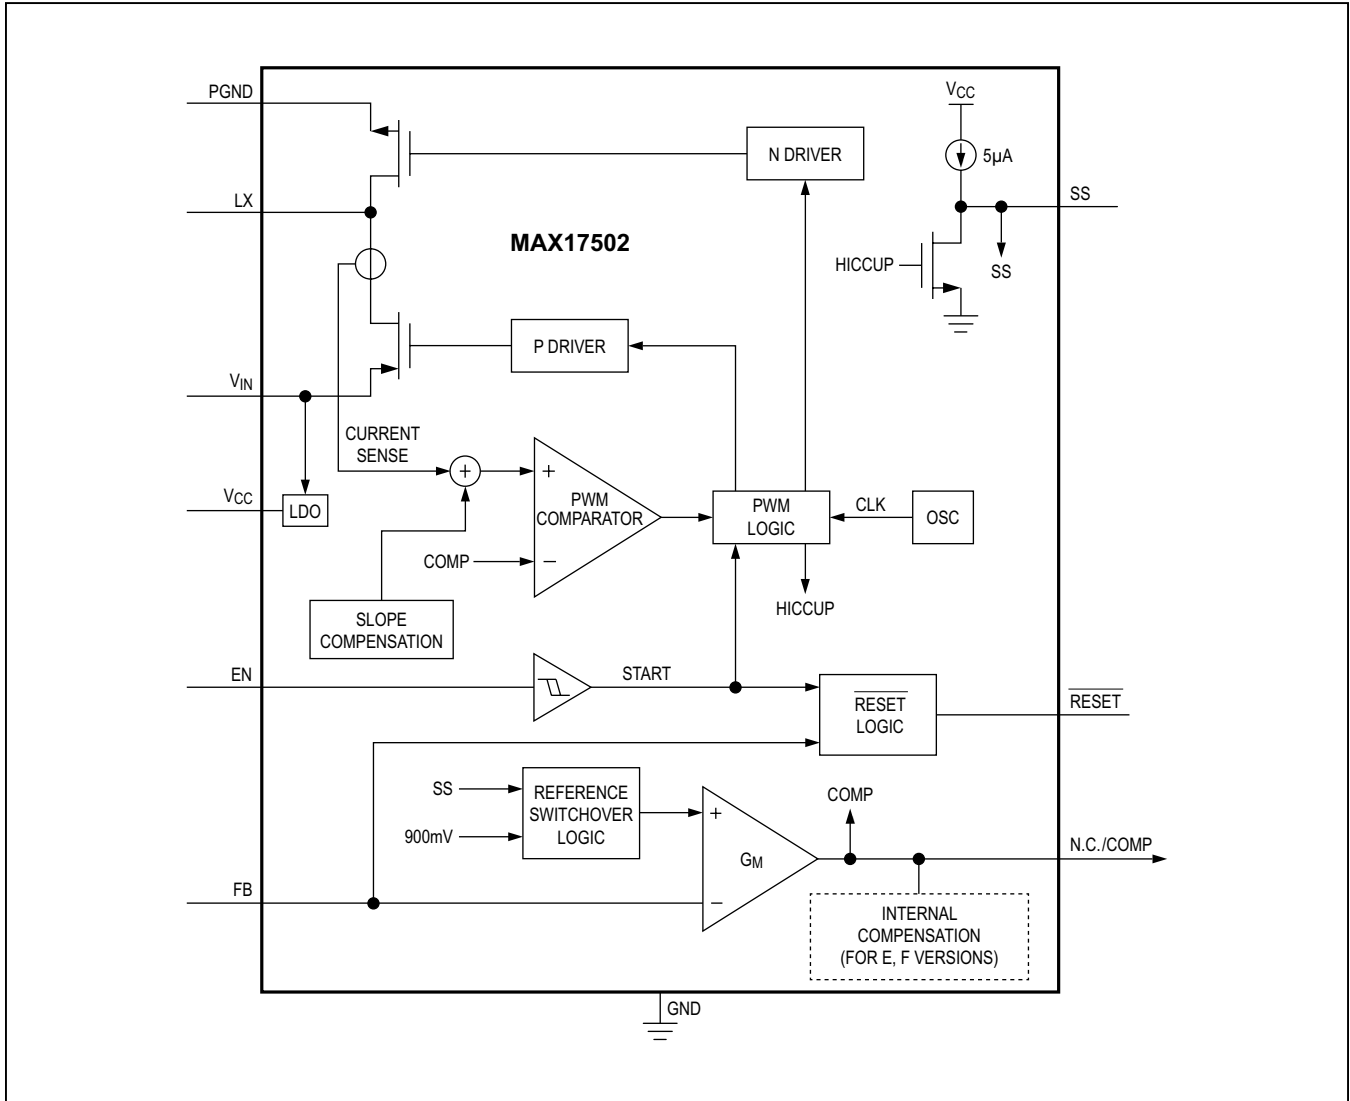 PGND
VCC
N DRIVER
5µA
LX
SS
MAX17502
HICCUP
SS
P DRIVER
VIN
CURRENT
SENSE
+
+
VCC
LDO
PWM
COMPARATOR
PWM
LOGIC
CLK
OSC
COMP
−
HICCUP
SLOPE
COMPENSATION
EN
START
RESET
LOGIC
RESET
SS
900mV
REFERENCE
SWITCHOVER
LOGIC
+
COMP
GM
N.C./COMP
FB
−
INTERNAL
COMPENSATION
(FOR E, F VERSIONS)
GND